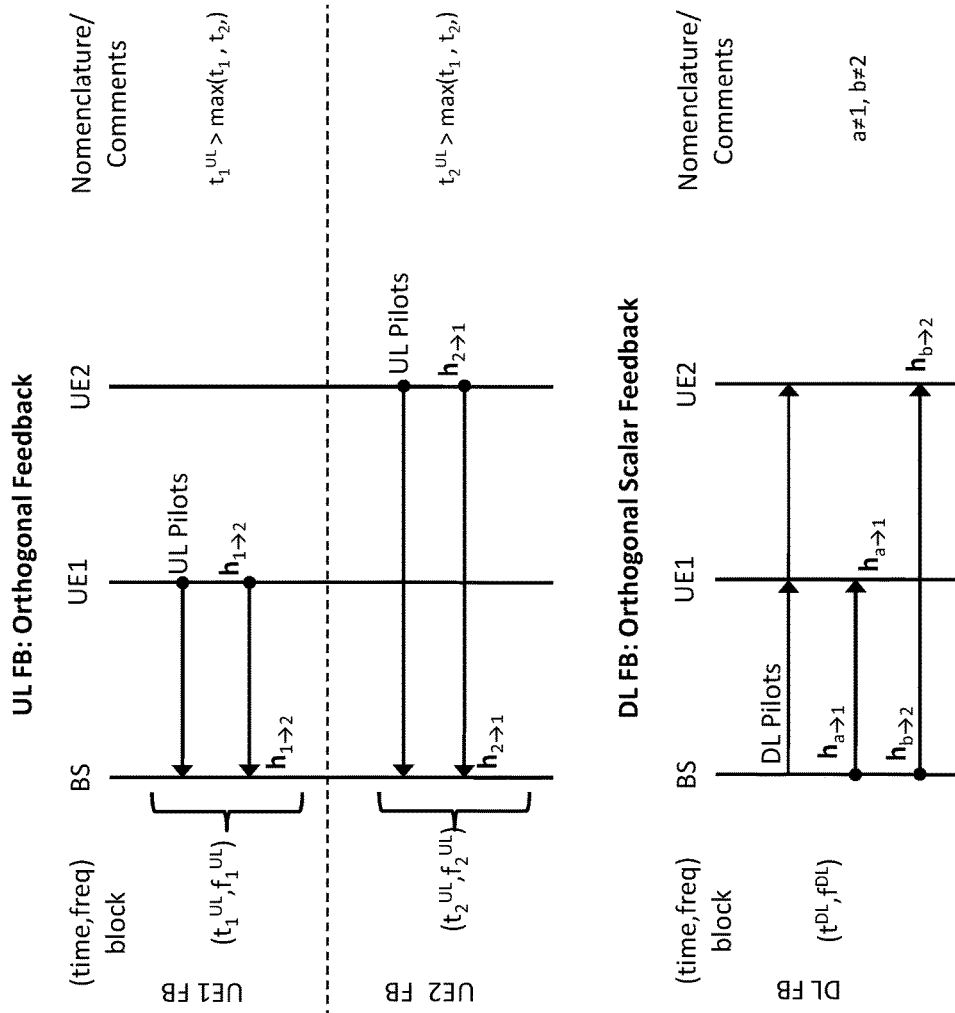 UL FB: Orthogonal Feedback
(time,freq)
block
BS
UE1
UE2
Nomenclature/
Comments
UE1 FB
(t₁ᵁᴸ,f₁ᵁᴸ)
UL Pilots
h₁→₂
h₁→₂
t₁ᵁᴸ > max(t₁ , t₂,)
UE2 FB
(t₂ᵁᴸ,f₂ᵁᴸ)
UL Pilots
h₂→₁
h₂→₁
t₂ᵁᴸ > max(t₁ , t₂,)
DL FB: Orthogonal Scalar Feedback
(time,freq)
block
BS
UE1
UE2
Nomenclature/
Comments
DL FB
(tᴰᴸ,fᴰᴸ)
DL Pilots
hₐ→₁
hₐ→₁
h_b→₂
h_b→₂
a≠1, b≠2